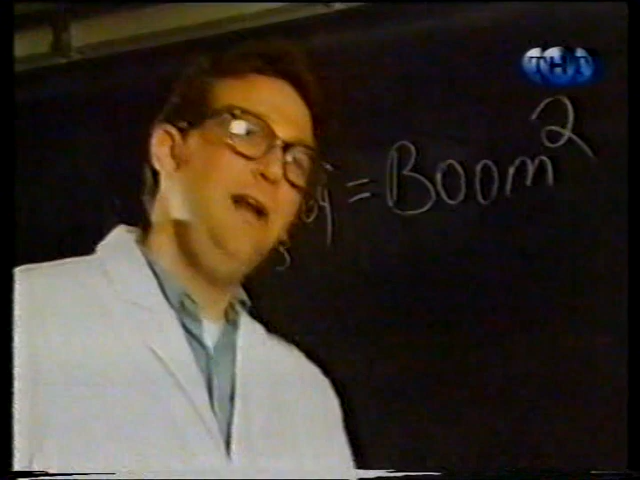 ТНТ
= Boom²